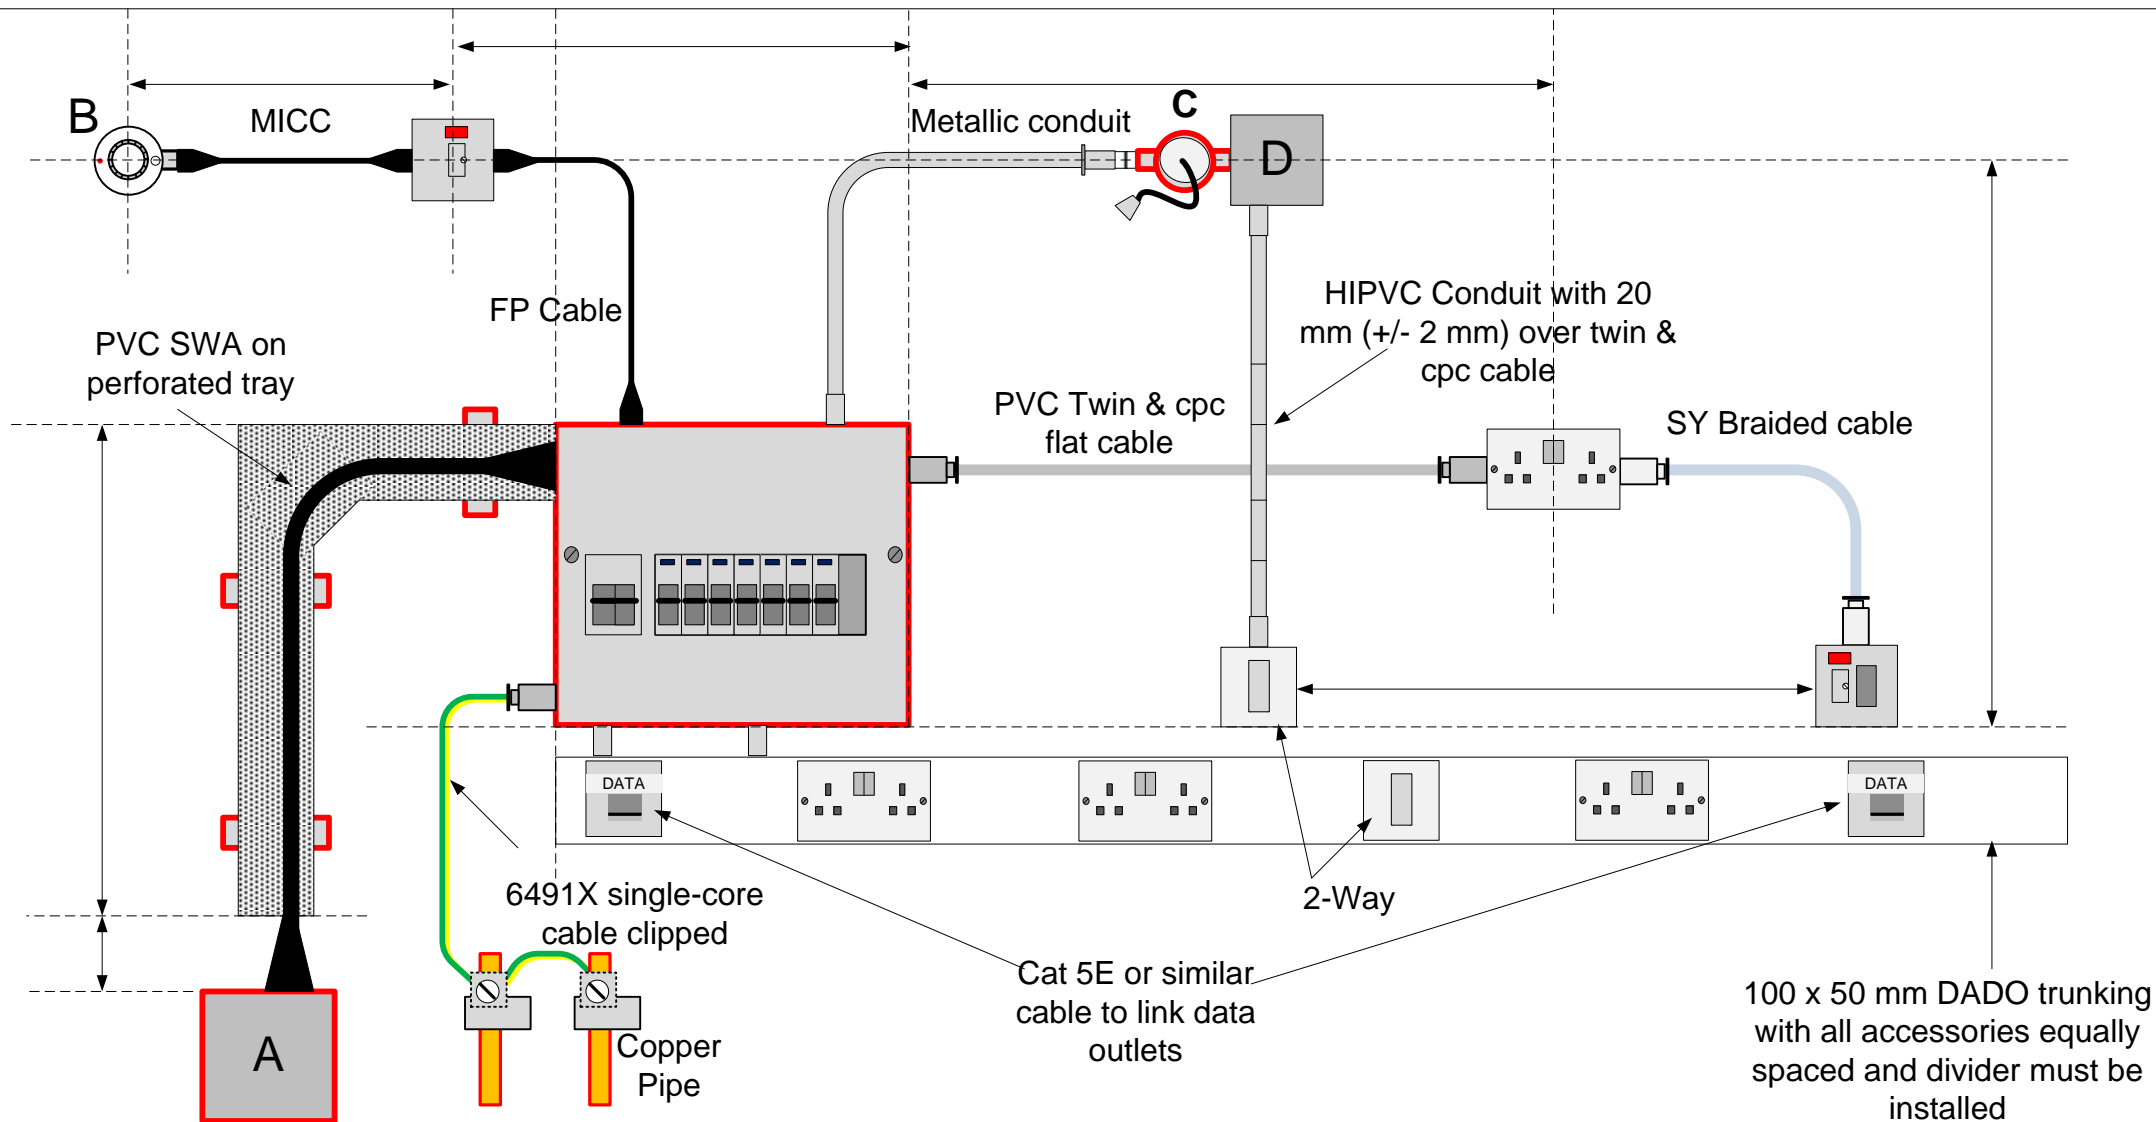 B
MICC
Metallic conduit
C
D
FP Cable
HIPVC Conduit with 20
mm (+/- 2 mm) over twin &
cpc cable
PVC SWA on
perforated tray
PVC Twin & cpc
flat cable
SY Braided cable
DATA
DATA
6491X single-core
cable clipped
2-Way
Cat 5E or similar
cable to link data
outlets
100 x 50 mm DADO trunking
with all accessories equally
spaced and divider must be
installed
A
Copper
Pipe